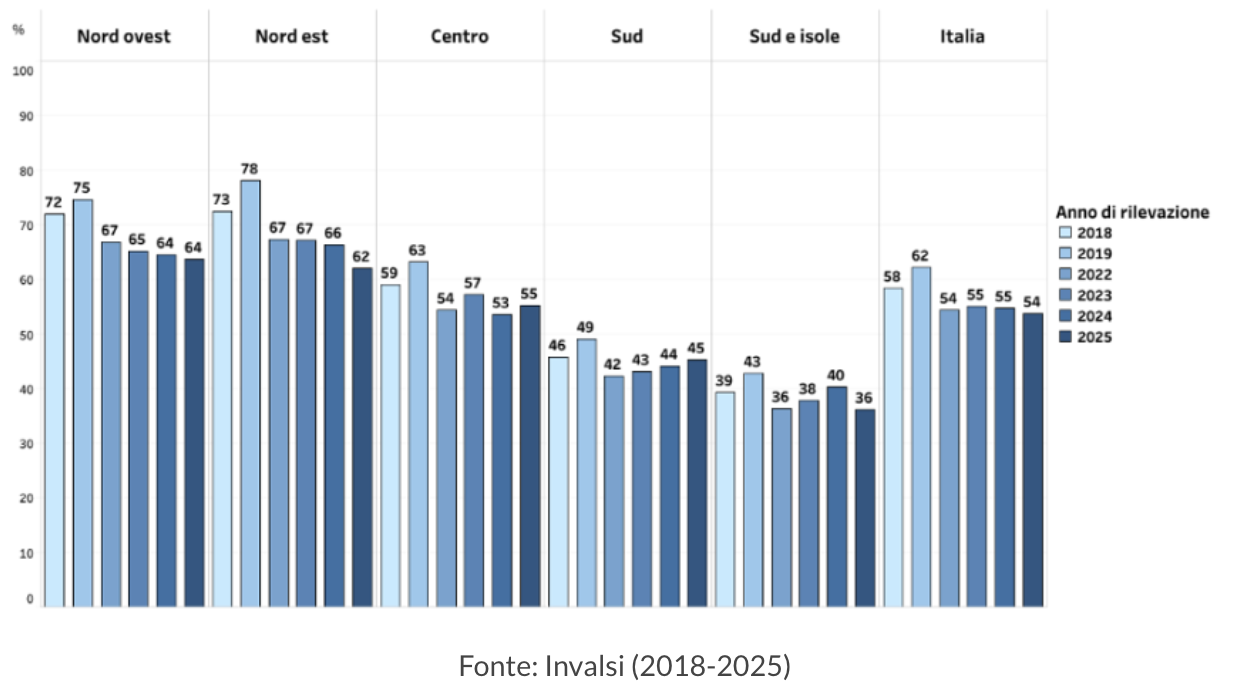 % Nord ovest Nord est Centro Sud Sud e isole Italia
100
90
80
70
60
50
40
30
20
10
0
72 75 67 65 64 64
73 78 67 67 66 62
59 63 54 57 53 55
46 49 42 43 44 45
39 43 36 38 40 36
58 62 54 55 55 54
Anno di rilevazione
2018
2019
2022
2023
2024
2025
Fonte: Invalsi (2018-2025)